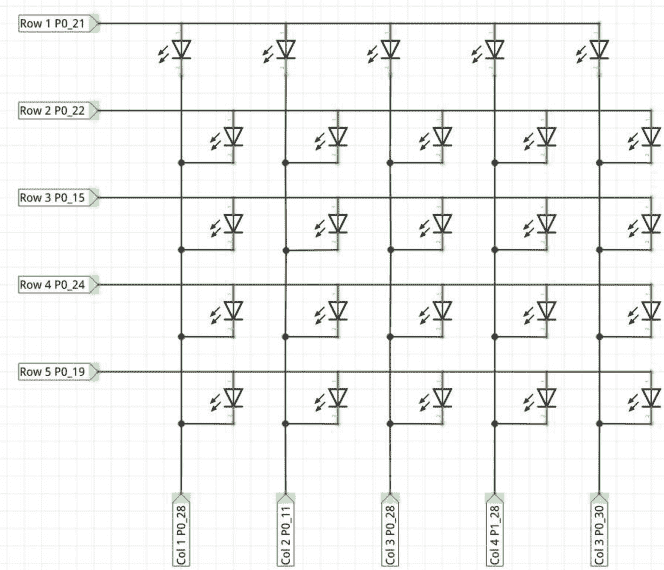 Row 1 P0_21
Row 2 P0_22
Row 3 P0_15
Row 4 P0_24
Row 5 P0_19
Col 1 P0_28
Col 2 P0_11
Col 3 P0_28
Col 4 P1_28
Col 3 P0_30